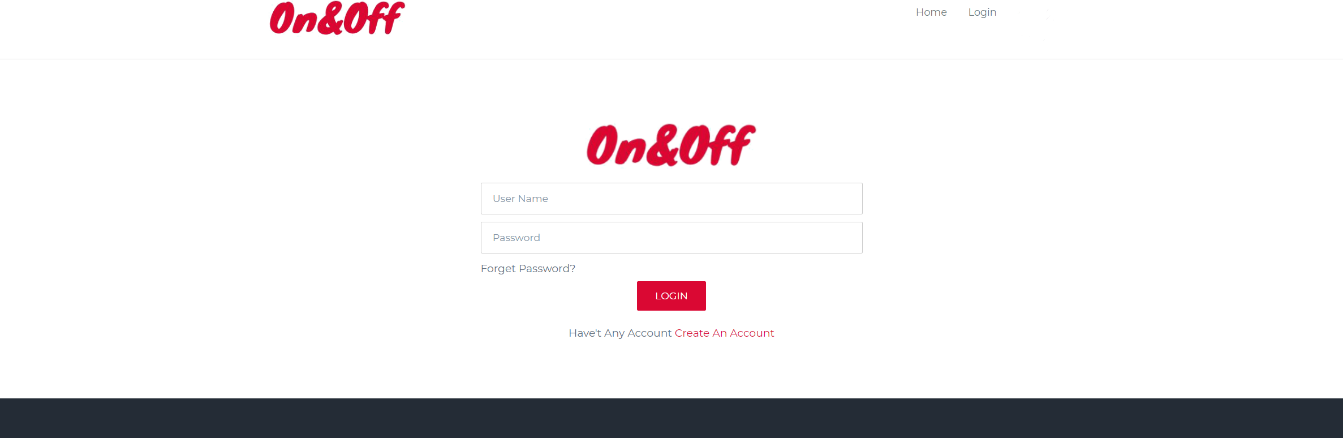 On&Off
Home Login
On&Off
User Name
Password
Forget Password?
LOGIN
Have't Any Account Create An Account